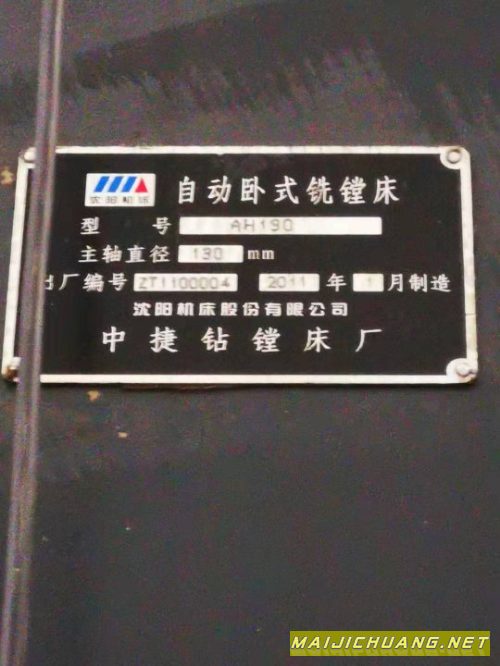 沈阳机床
自动卧式铣镗床
型 号 AH130
主轴直径 130 mm
出厂编号 ZT1100004 2011 年 1 月制造
沈阳机床股份有限公司
中捷钻镗床厂
MAIJICHUANG.NET